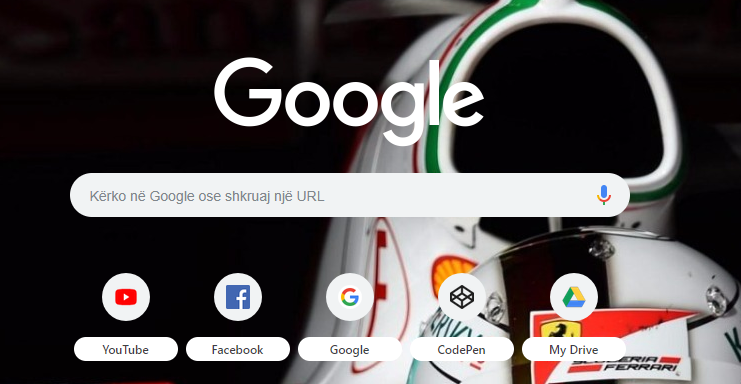 Google
Kërko në Google ose shkruaj një URL
YouTube
Facebook
Google
CodePen
My Drive
SCUDERIA
FERRARI